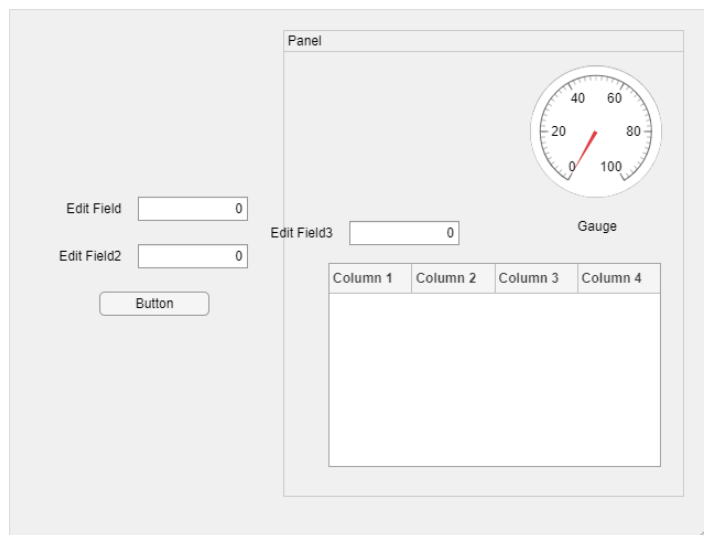 Panel
40 60
20 80
0 100
Gauge
Edit Field 0
Edit Field2 0
Button
Edit Field3 0
Column 1 Column 2 Column 3 Column 4